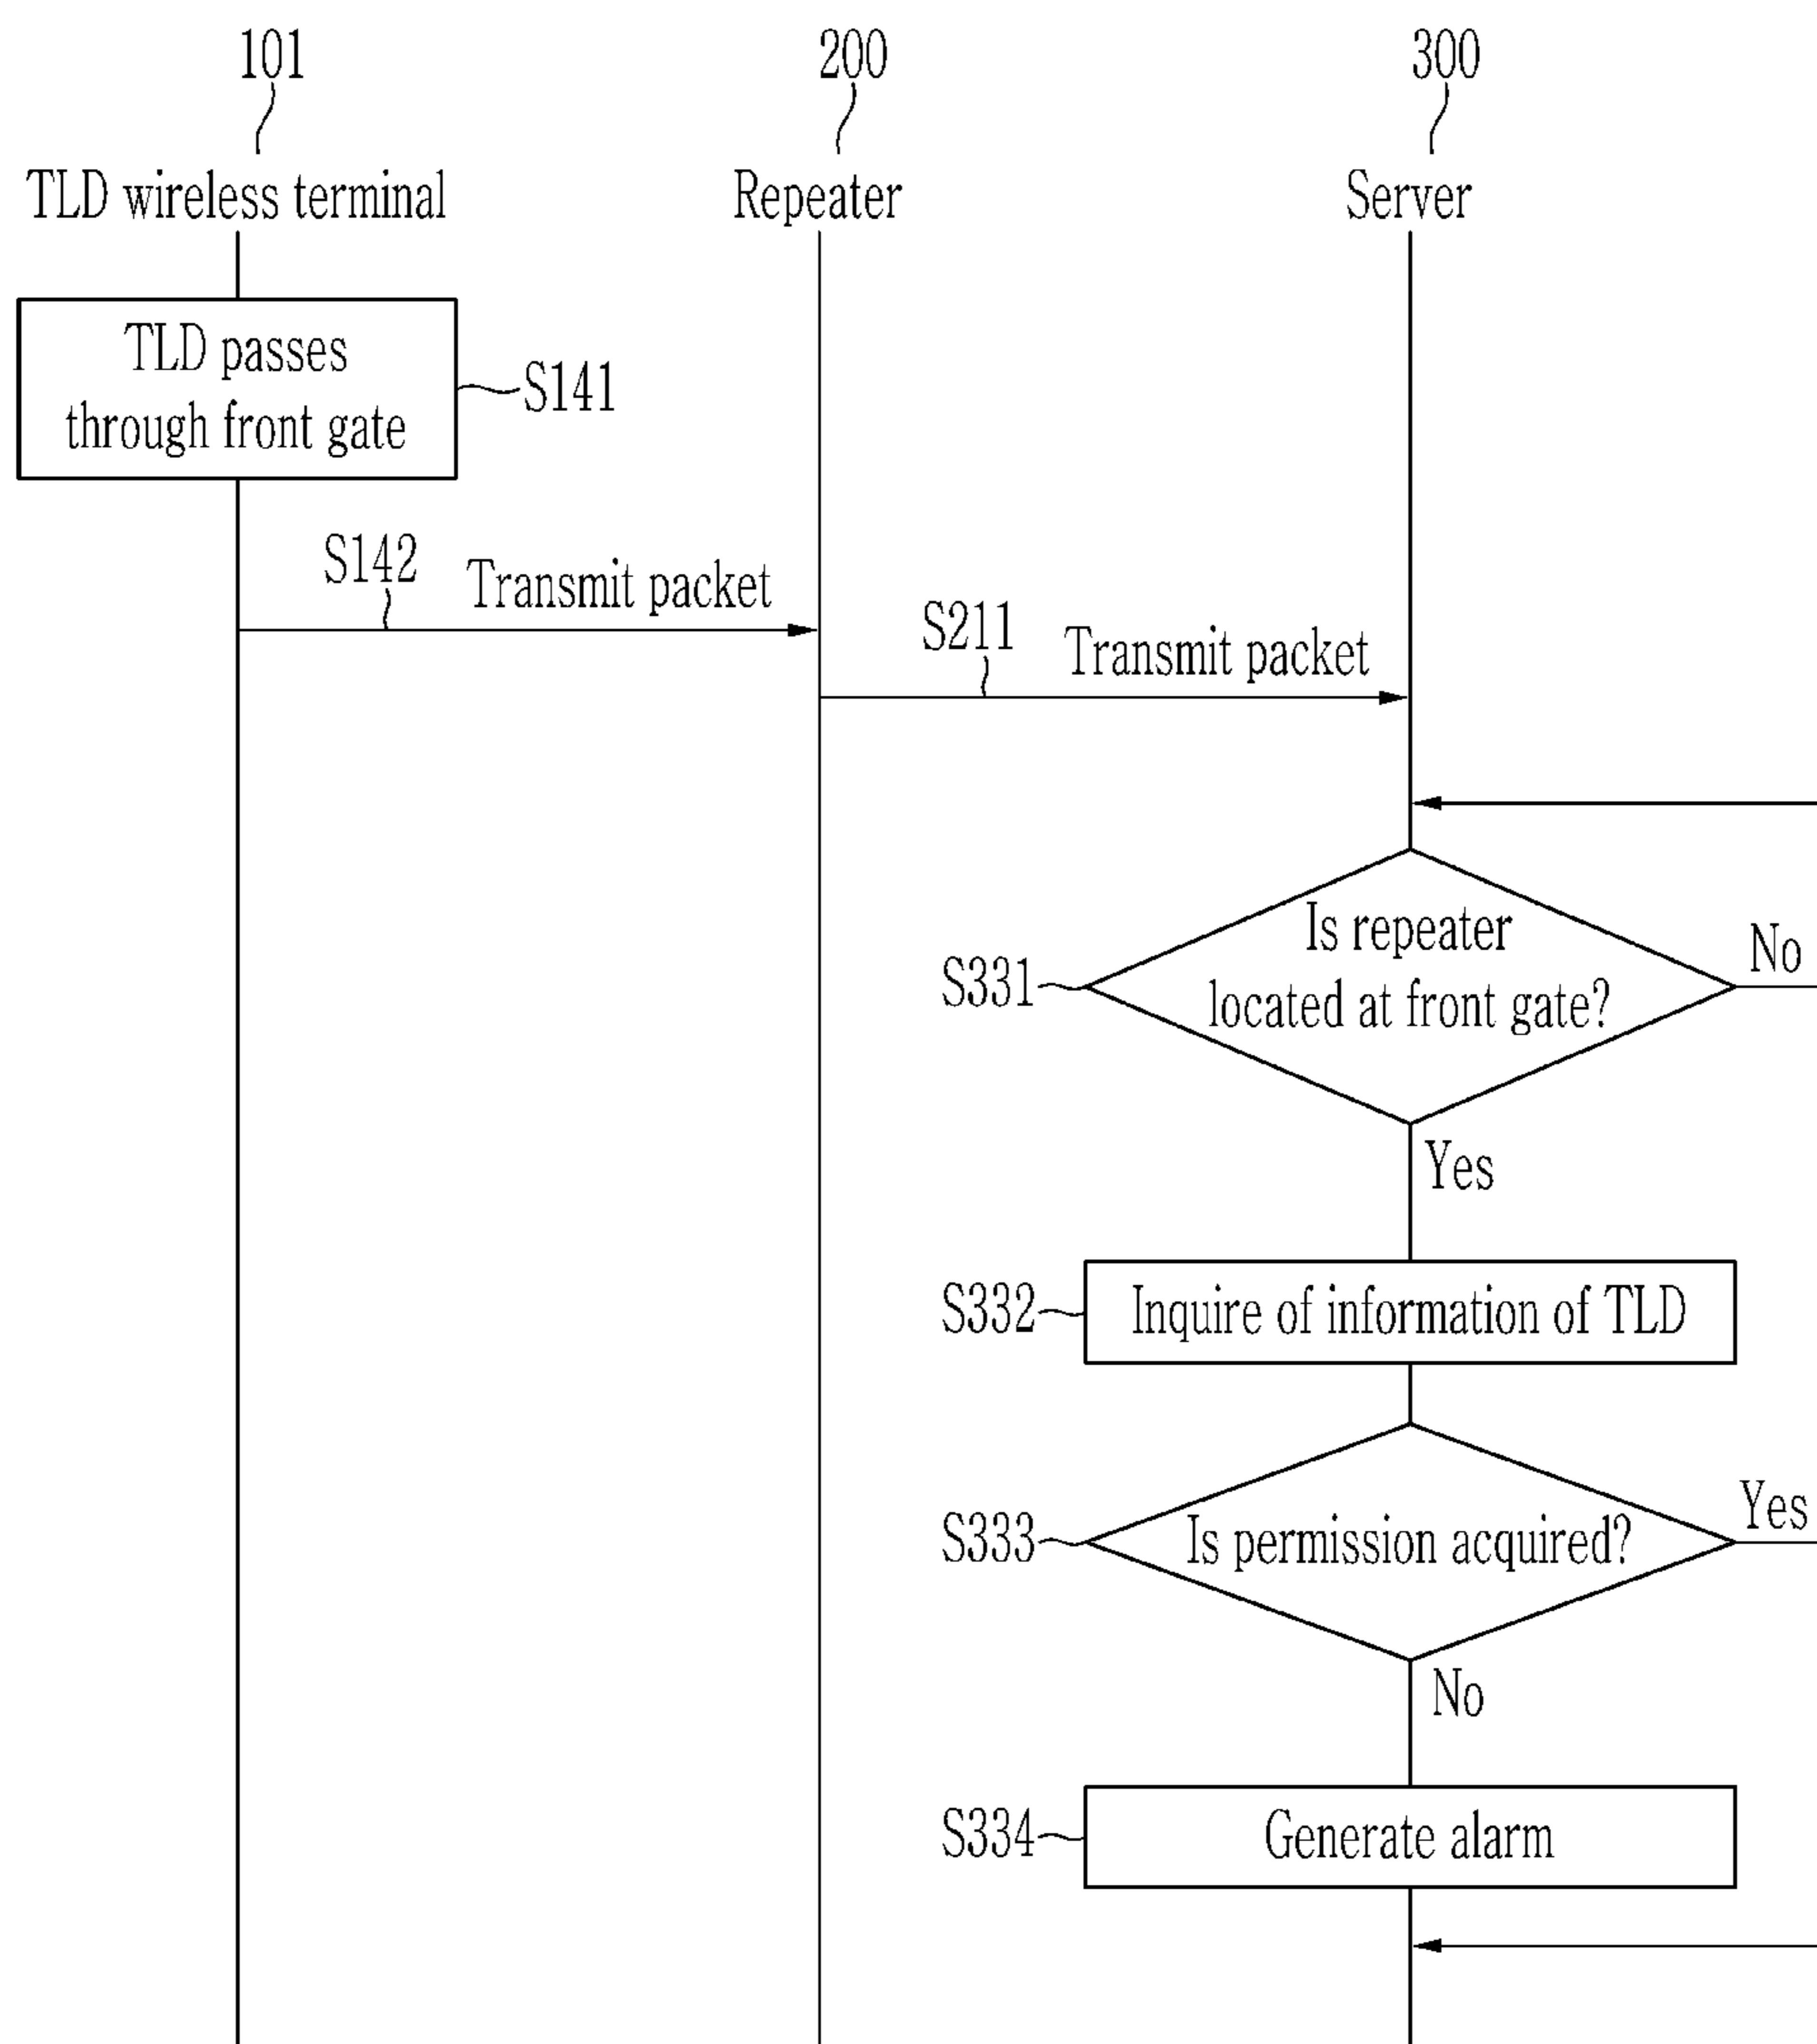 101
200
300
TLD wireless terminal
Repeater
Server
TLD passes
through front gate
S141
S142
Transmit packet
S211
Transmit packet
Is repeater
located at front gate?
S331
No
Yes
S332
Inquire of information of TLD
S333
Is permission acquired?
Yes
No
S334
Generate alarm